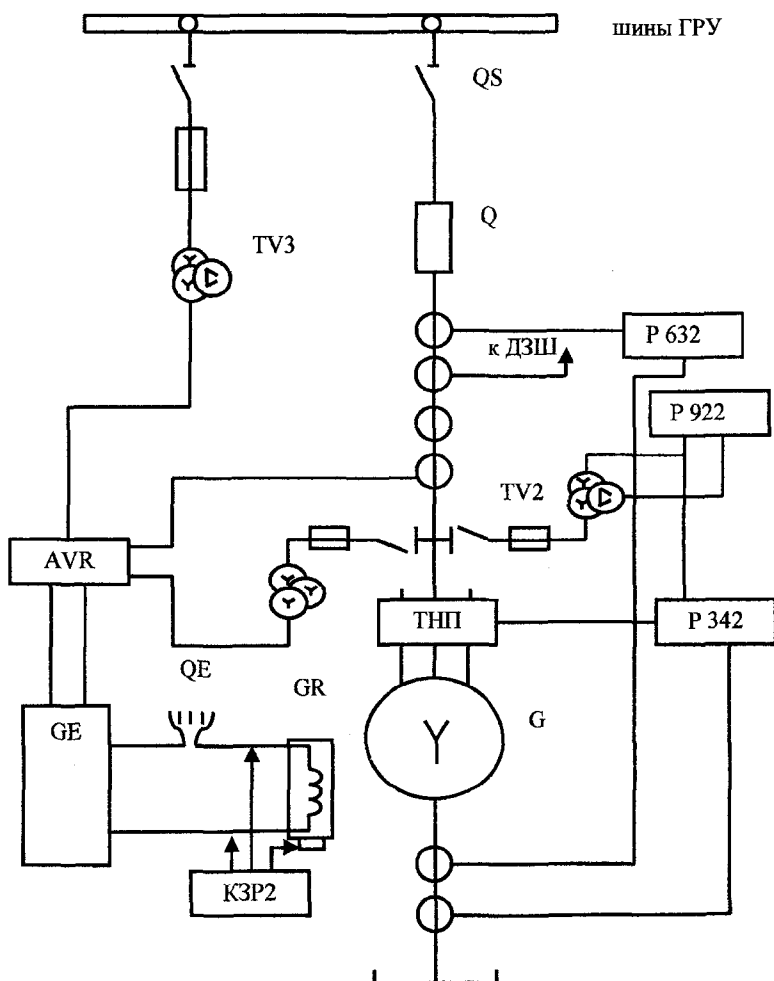 шины ГРУ
QS
Q
TV3
Р 632
к ДЗШ
Р 922
TV2
AVR
ТНП
Р 342
QE
GR
G
GE
КЗР2